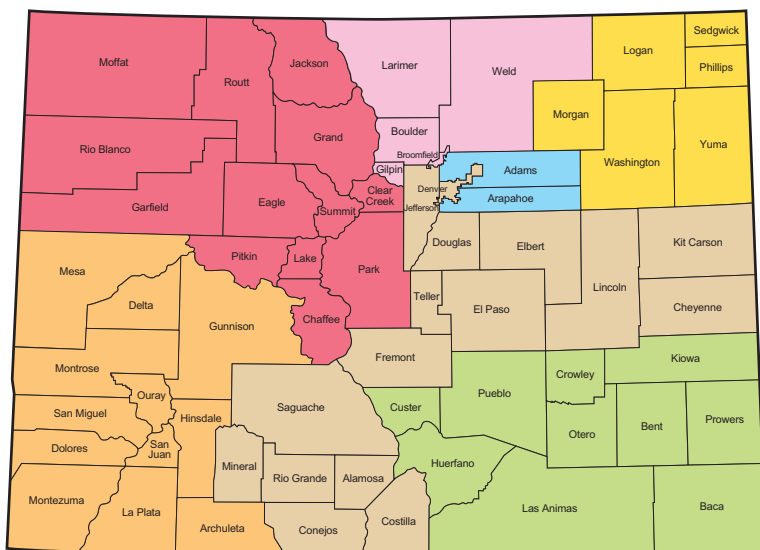 Sedgwick
Logan
Moffat
Jackson
Larimer
Phillips
Weld
Routt
Morgan
Boulder
Grand
Yuma
Rio Blanco
Broomfield
Washington
Gilpin
Adams
Clear
Creek
Denver
Arapahoe
Eagle
Garfield
Summit
Jefferson
Douglas
Elbert
Kit Carson
Pitkin
Lake
Mesa
Park
Lincoln
Teller
Delta
Cheyenne
El Paso
Chaffee
Gunnison
Fremont
Kiowa
Montrose
Crowley
Pueblo
Ouray
Custer
Saguache
San Miguel
Hinsdale
Prowers
Bent
Otero
Dolores
San
Juan
Huerfano
Mineral
Rio Grande
Alamosa
Montezuma
La Plata
Las Animas
Baca
Costilla
Archuleta
Conejos